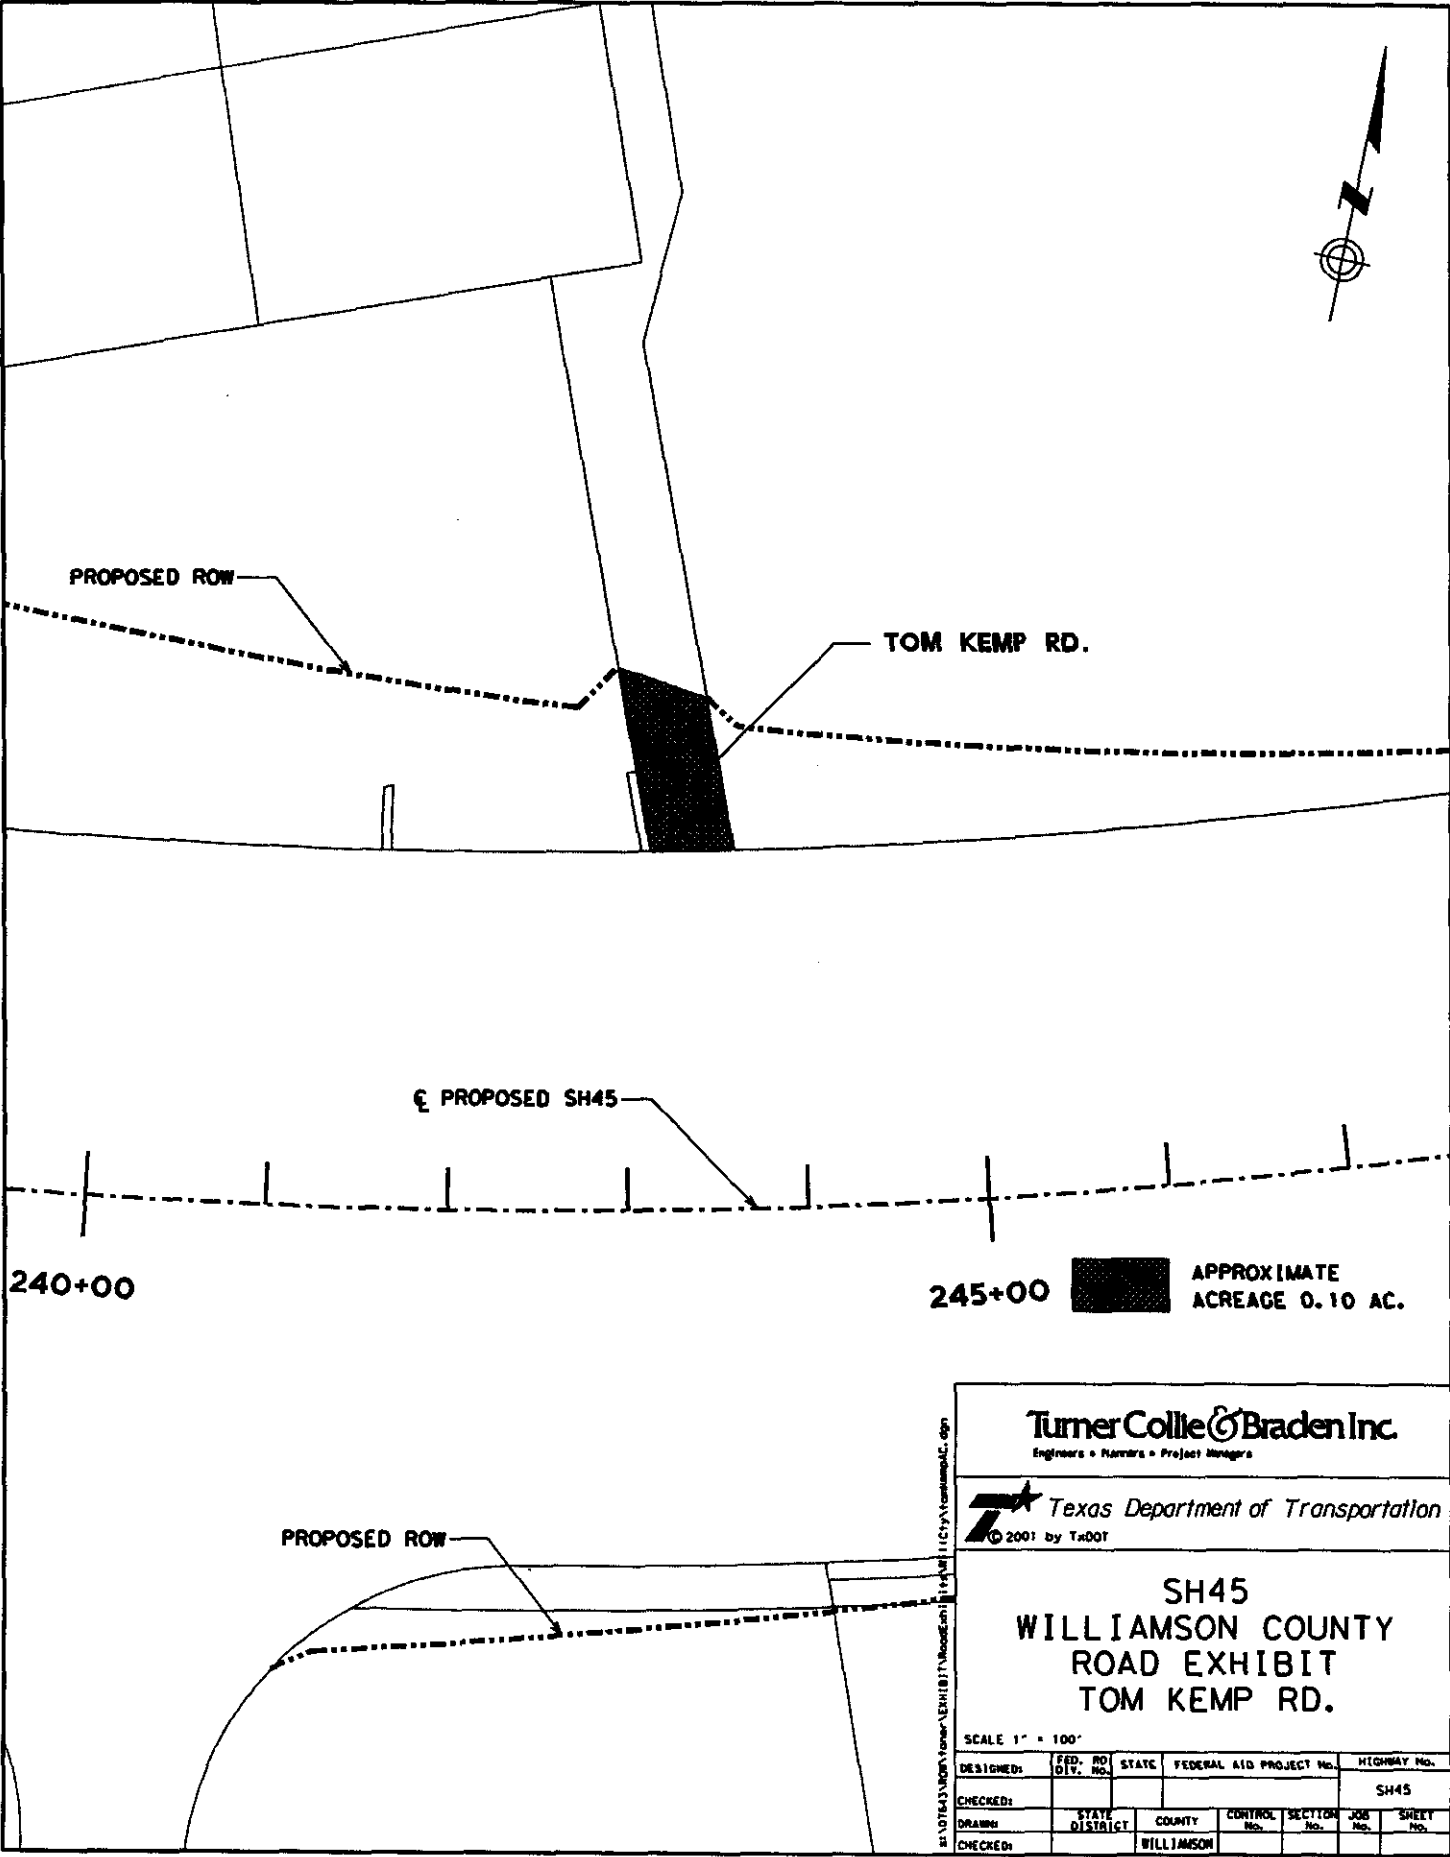 N
PROPOSED ROW
TOM KEMP RD.
℄ PROPOSED SH45
240+00
245+00
APPROXIMATE
ACREAGE 0.10 AC.
Turner Collie & Braden Inc.
Engineers • Planners • Project Managers
Texas Department of Transportation
© 2001 by TxDOT
PROPOSED ROW
SH45
WILLIAMSON COUNTY
ROAD EXHIBIT
TOM KEMP RD.
SCALE 1" = 100'
DESIGNED:
FED. RD. DIV. No.
STATE
FEDERAL AID PROJECT No.
HIGHWAY No.
SH45
CHECKED:
DRAWN:
STATE DISTRICT
COUNTY
CONTROL No.
SECTION No.
JOB No.
SHEET No.
CHECKED:
WILLIAMSON